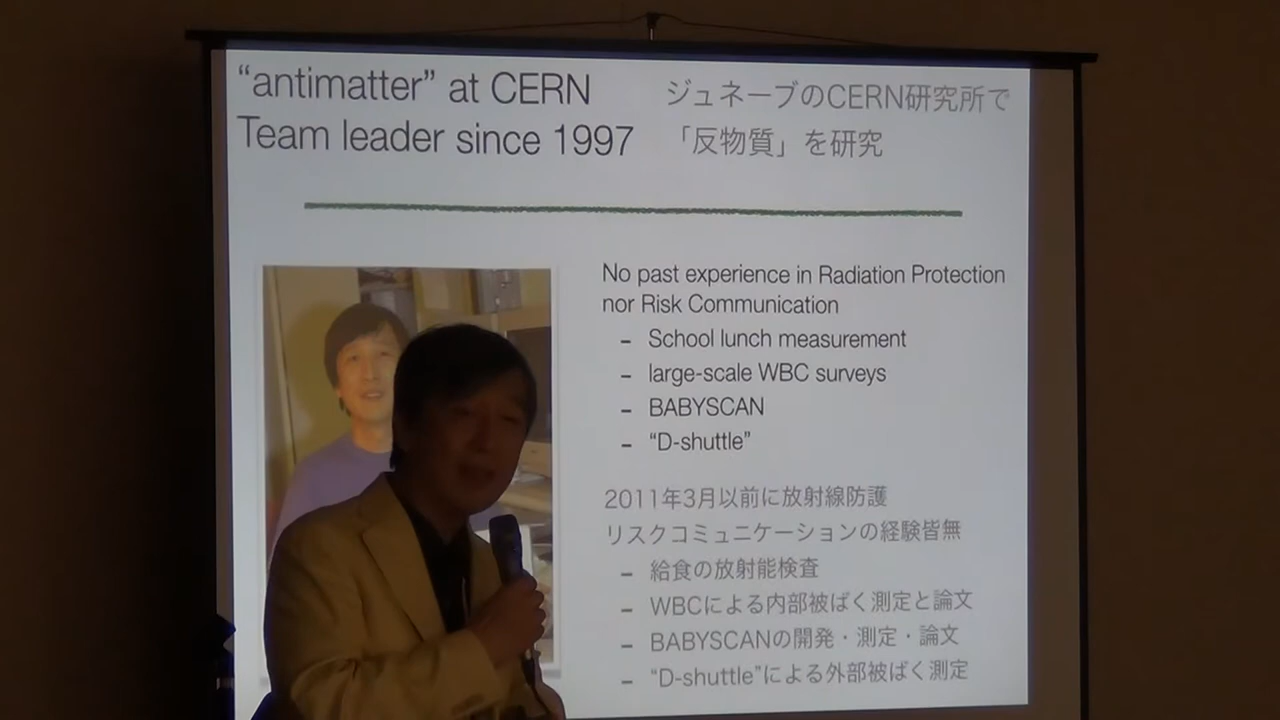 “antimatter” at CERN
Team leader since 1997
ジュネーブのCERN研究所で
「反物質」を研究
No past experience in Radiation Protection
nor Risk Communication
– School lunch measurement
– large-scale WBC surveys
– BABYSCAN
– “D-shuttle”
2011年3月以前に放射線防護
リスクコミュニケーションの経験皆無
– 給食の放射能検査
– WBCによる内部被ばく測定と論文
– BABYSCANの開発・測定・論文
– “D-shuttle”による外部被ばく測定